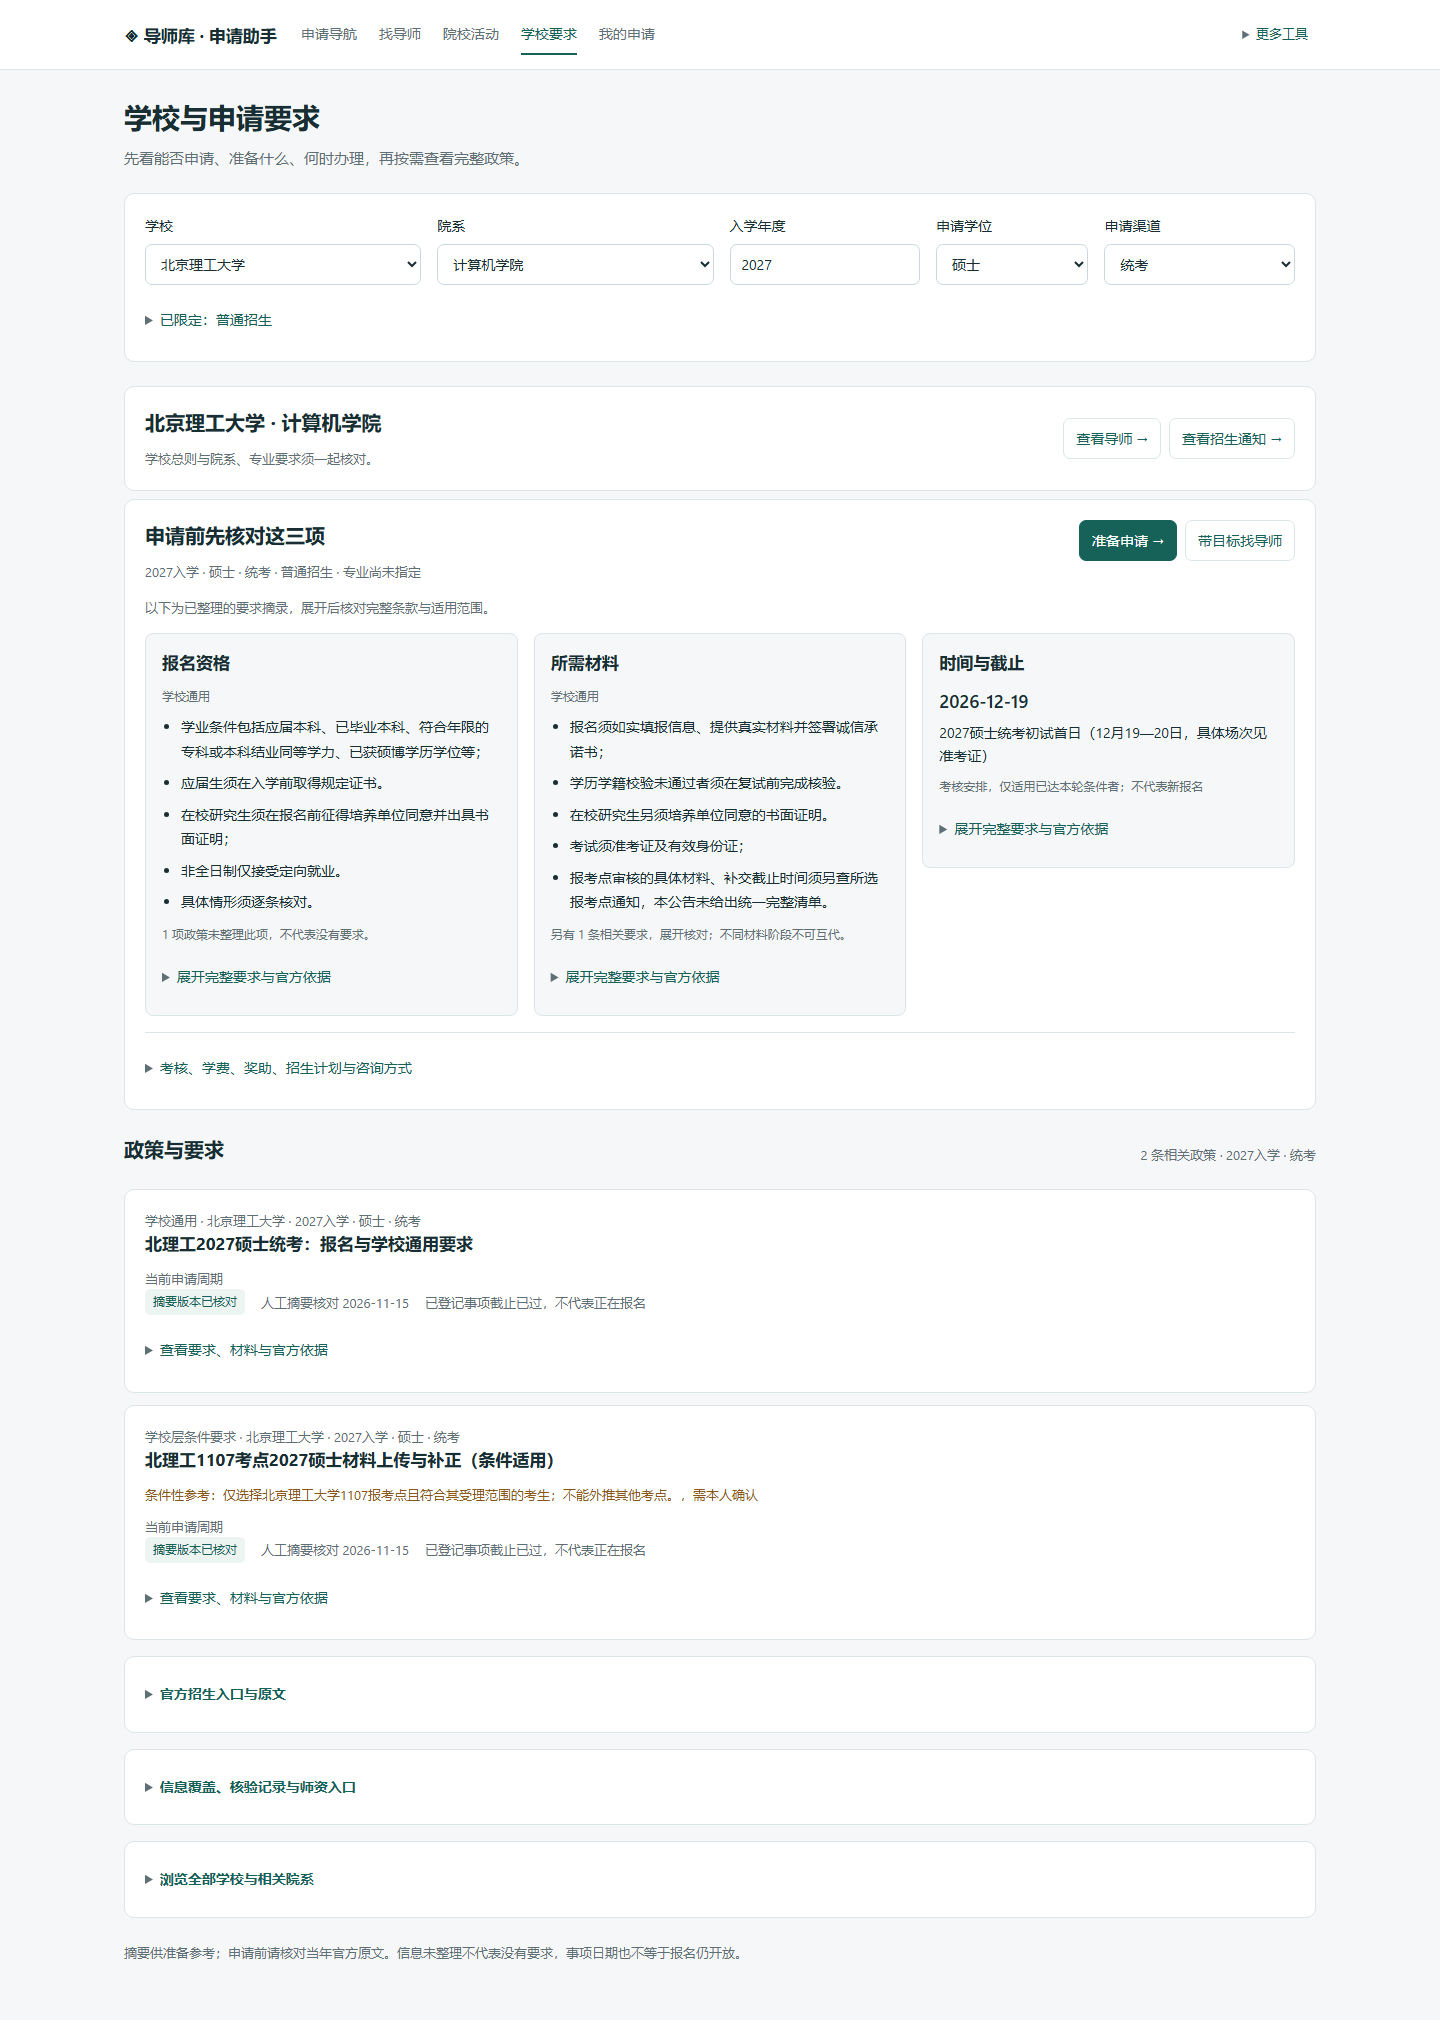 ◈ 导师库 · 申请助手
申请导航
找导师
院校活动
学校要求
我的申请
▶ 更多工具
学校与申请要求
先看能否申请、准备什么、何时办理，再按需查看完整政策。
学校
院系
入学年度
申请学位
申请渠道
北京理工大学
计算机学院
2027
硕士
统考
▶ 已限定：普通招生
北京理工大学 · 计算机学院
学校总则与院系、专业要求须一起核对。
查看导师 →
查看招生通知 →
申请前先核对这三项
准备申请 →
带目标找导师
2027入学 · 硕士 · 统考 · 普通招生 · 专业尚未指定
以下为已整理的要求摘录，展开后核对完整条款与适用范围。
报名资格
学校通用
• 学业条件包括应届本科、已毕业本科、符合年限的
专科或本科结业同等学力、已获硕博学历学位等；
• 应届生须在入学前取得规定证书。
• 在校研究生须在报名前征得培养单位同意并出具书
面证明；
• 非全日制仅接受定向就业。
• 具体情形须逐条核对。
1 项政策未整理此项，不代表没有要求。
▶ 展开完整要求与官方依据
所需材料
学校通用
• 报名须如实填报信息、提供真实材料并签署诚信承
诺书；
• 学历学籍校验未通过者须在复试前完成核验。
• 在校研究生另须培养单位同意的书面证明。
• 考试须准考证及有效身份证；
• 报考点审核的具体材料、补交截止时间须另查所选
报考点通知，本公告未给出统一完整清单。
另有 1 条相关要求，展开核对；不同材料阶段不可互代。
▶ 展开完整要求与官方依据
时间与截止
2026-12-19
2027硕士统考初试首日（12月19—20日，具体场次见
准考证）
考核安排，仅适用已达本轮条件者；不代表新报名
▶ 展开完整要求与官方依据
▶ 考核、学费、奖助、招生计划与咨询方式
政策与要求
2 条相关政策 · 2027入学 · 统考
学校通用 · 北京理工大学 · 2027入学 · 硕士 · 统考
北理工2027硕士统考：报名与学校通用要求
当前申请周期
摘要版本已核对 人工摘要核对 2026-11-15 已登记事项截止已过，不代表正在报名
▶ 查看要求、材料与官方依据
学校层条件要求 · 北京理工大学 · 2027入学 · 硕士 · 统考
北理工1107考点2027硕士材料上传与补正（条件适用）
条件性参考：仅选择北京理工大学1107报考点且符合其受理范围的考生；不能外推其他考点。，需本人确认
当前申请周期
摘要版本已核对 人工摘要核对 2026-11-15 已登记事项截止已过，不代表正在报名
▶ 查看要求、材料与官方依据
▶ 官方招生入口与原文
▶ 信息覆盖、核验记录与师资入口
▶ 浏览全部学校与相关院系
摘要供准备参考；申请前请核对当年官方原文。信息未整理不代表没有要求，事项日期也不等于报名仍开放。